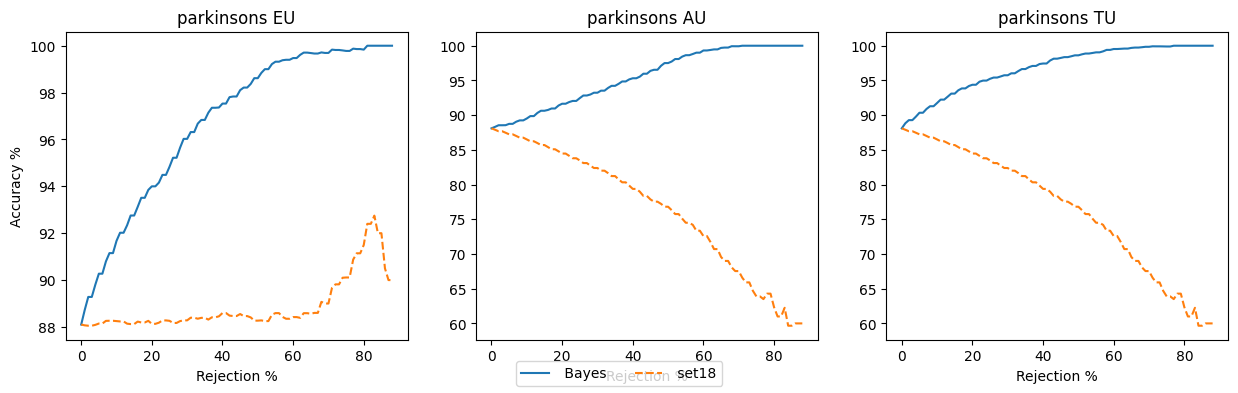 parkinsons EU
parkinsons AU
parkinsons TU
Accuracy %
100
98
96
94
92
90
88
0 20 40 60 80
Rejection %
100
95
90
85
80
75
70
65
60
0 20 40 60 80
Rejection %
100
95
90
85
80
75
70
65
60
0 20 40 60 80
Rejection %
Bayes set18